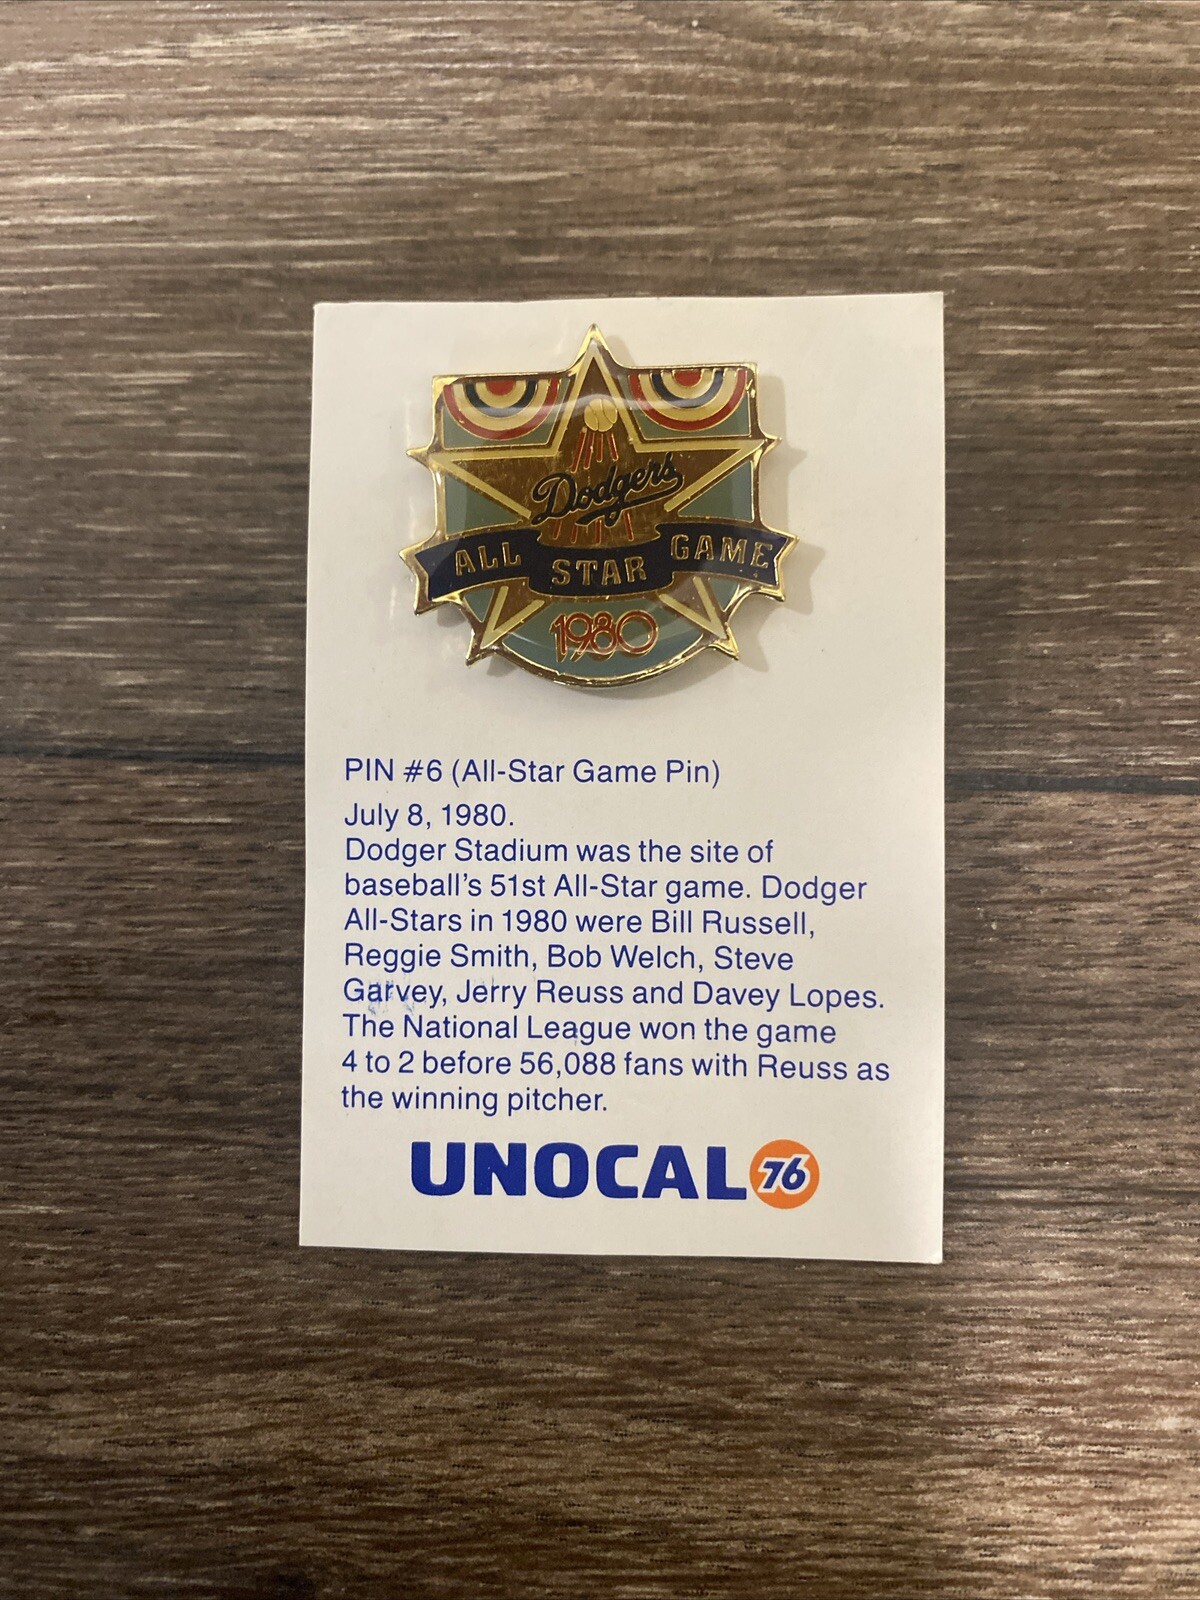 Dodgers
ALL STAR GAME
1980
PIN #6 (All-Star Game Pin)
July 8, 1980.
Dodger Stadium was the site of
baseball's 51st All-Star game. Dodger
All-Stars in 1980 were Bill Russell,
Reggie Smith, Bob Welch, Steve
Garvey, Jerry Reuss and Davey Lopes.
The National League won the game
4 to 2 before 56,088 fans with Reuss as
the winning pitcher.
UNOCAL 76